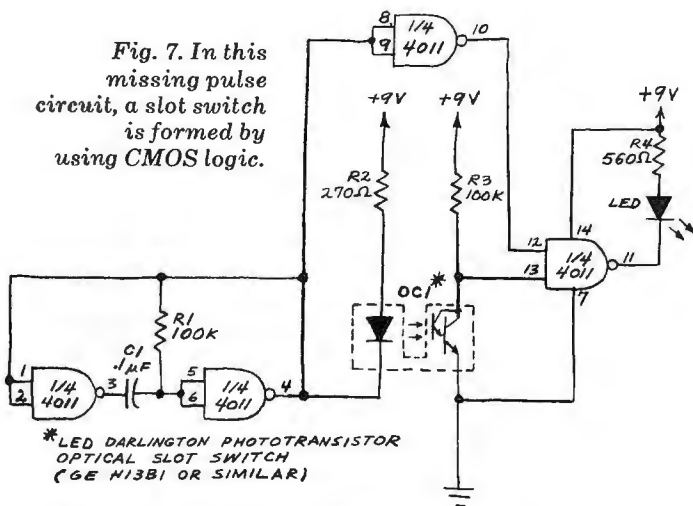 Fig. 7. In this
missing pulse
circuit, a slot switch
is formed by
using CMOS logic.
8
9
1/4
4011
10
+9V
R2
270Ω
+9V
R3
100K
+9V
R4
560Ω
LED
14
12
13
1/4
4011
11
7
OC1*
R1
100K
1
2
1/4
4011
3
C1
.1µF
5
6
1/4
4011
4
*LED DARLINGTON PHOTOTRANSISTOR
OPTICAL SLOT SWITCH
(GE H13B1 OR SIMILAR)